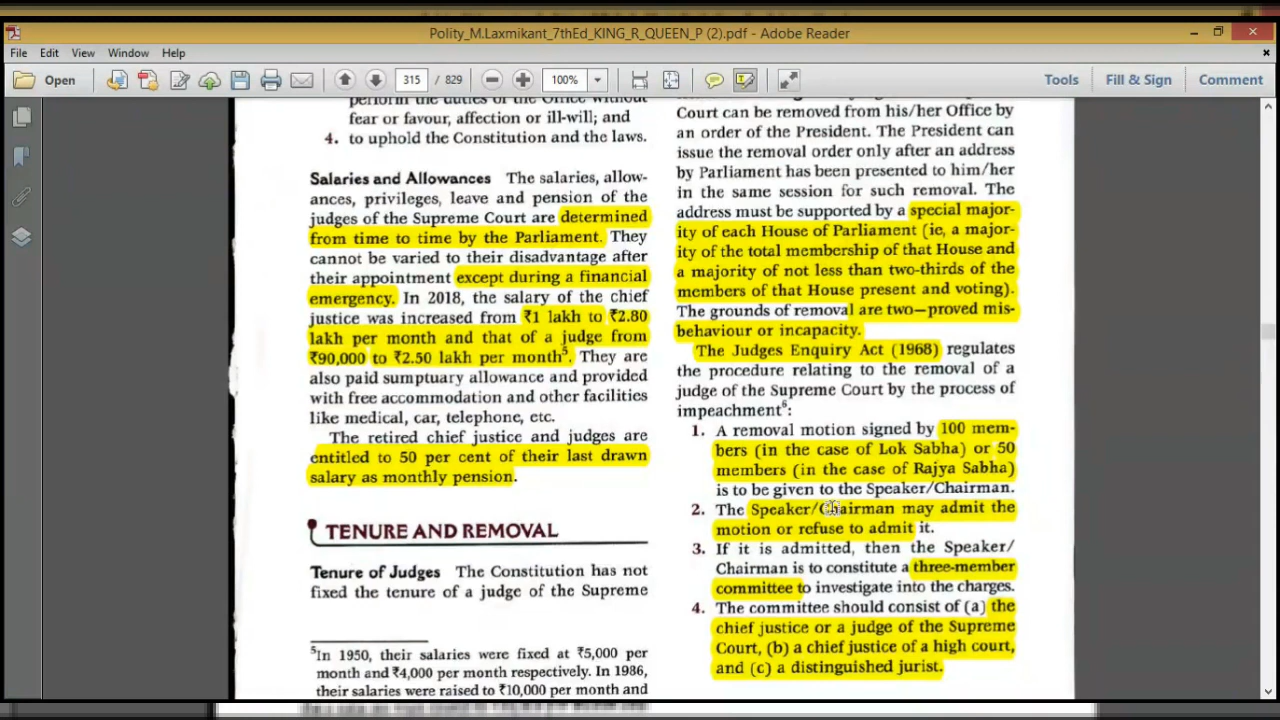 Polity_M.Laxmikant_7thEd_KING_R_QUEEN_P (2).pdf - Adobe Reader
File Edit View Window Help
Open 315 / 829 100% Tools Fill & Sign Comment
perform the duties of the Office without
fear or favour, affection or ill-will; and
4. to uphold the Constitution and the laws.
Salaries and Allowances The salaries, allow-
ances, privileges, leave and pension of the
judges of the Supreme Court are determined
from time to time by the Parliament. They
cannot be varied to their disadvantage after
their appointment except during a financial
emergency. In 2018, the salary of the chief
justice was increased from ₹1 lakh to ₹2.80
lakh per month and that of a judge from
₹90,000 to ₹2.50 lakh per month5. They are
also paid sumptuary allowance and provided
with free accommodation and other facilities
like medical, car, telephone, etc.
The retired chief justice and judges are
entitled to 50 per cent of their last drawn
salary as monthly pension.
TENURE AND REMOVAL
Tenure of Judges The Constitution has not
fixed the tenure of a judge of the Supreme
5In 1950, their salaries were fixed at ₹5,000 per
month and ₹4,000 per month respectively. In 1986,
their salaries were raised to ₹10,000 per month and
Court can be removed from his/her Office by
an order of the President. The President can
issue the removal order only after an address
by Parliament has been presented to him/her
in the same session for such removal. The
address must be supported by a special major-
ity of each House of Parliament (ie, a major-
ity of the total membership of that House and
a majority of not less than two-thirds of the
members of that House present and voting).
The grounds of removal are two—proved mis-
behaviour or incapacity.
The Judges Enquiry Act (1968) regulates
the procedure relating to the removal of a
judge of the Supreme Court by the process of
impeachment6:
1. A removal motion signed by 100 mem-
bers (in the case of Lok Sabha) or 50
members (in the case of Rajya Sabha)
is to be given to the Speaker/Chairman.
2. The Speaker/Chairman may admit the
motion or refuse to admit it.
3. If it is admitted, then the Speaker/
Chairman is to constitute a three-member
committee to investigate into the charges.
4. The committee should consist of (a) the
chief justice or a judge of the Supreme
Court, (b) a chief justice of a high court,
and (c) a distinguished jurist.